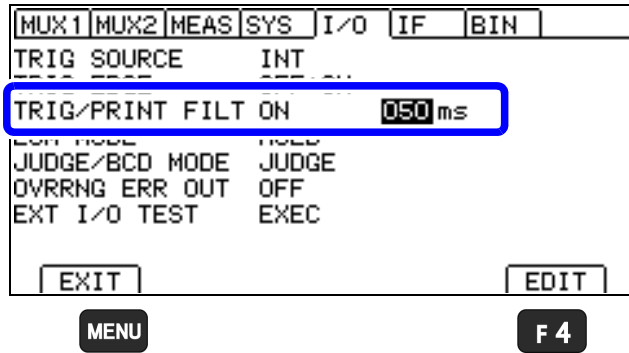 MUX1 MUX2 MEAS SYS I/O IF BIN
TRIG SOURCE INT
TRIG/PRINT FILT ON 050 ms
JUDGE/BCD MODE JUDGE
OVRRNG ERR OUT OFF
EXT I/O TEST EXEC
EXIT EDIT
MENU F4